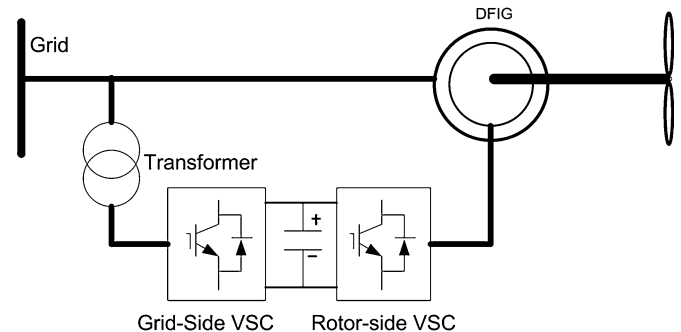 DFIG
Grid
Transformer
+
−
Grid-Side VSC
Rotor-side VSC